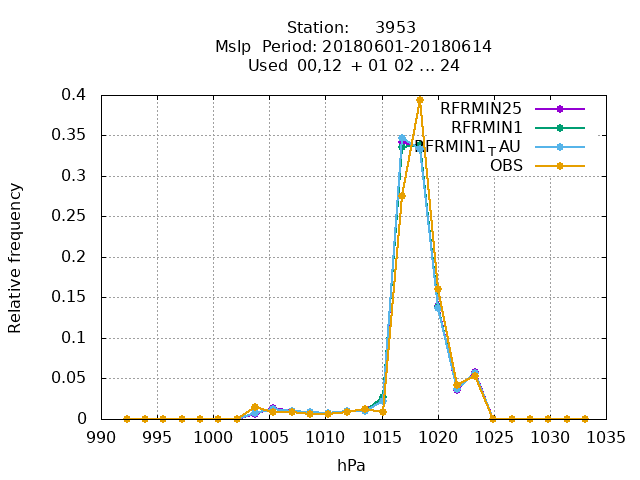 Station: 3953
Mslp Period: 20180601-20180614
Used 00,12 + 01 02 ... 24
RFRMIN25
RFRMIN1
RFRMIN1TAU
OBS
Relative frequency
0.4
0.35
0.3
0.25
0.2
0.15
0.1
0.05
0
990 995 1000 1005 1010 1015 1020 1025 1030 1035
hPa